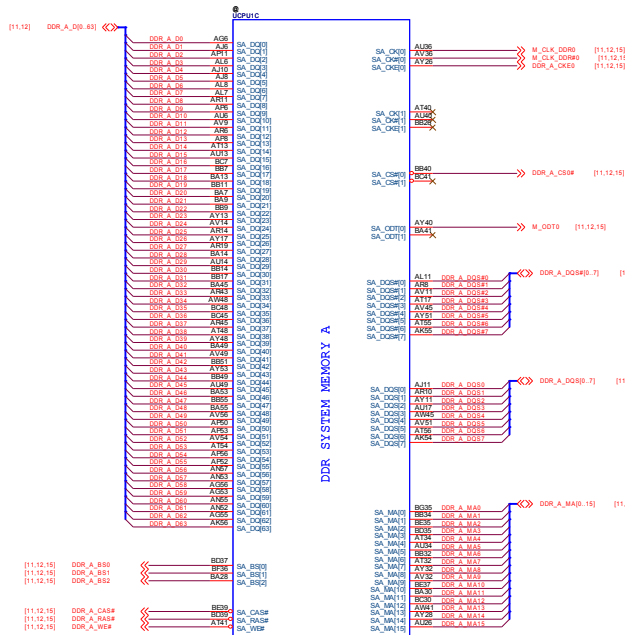 @
UCPU1C
[11,12] DDR_A_D[0..63]
DDR_A_D0 AG6 SA_DQ[0]
DDR_A_D1 AJ6 SA_DQ[1]
DDR_A_D2 AP11 SA_DQ[2]
DDR_A_D3 AL6 SA_DQ[3]
DDR_A_D4 AJ10 SA_DQ[4]
DDR_A_D5 AJ8 SA_DQ[5]
DDR_A_D6 AL8 SA_DQ[6]
DDR_A_D7 AL7 SA_DQ[7]
DDR_A_D8 AR11 SA_DQ[8]
DDR_A_D9 AP6 SA_DQ[9]
DDR_A_D10 AU6 SA_DQ[10]
DDR_A_D11 AV9 SA_DQ[11]
DDR_A_D12 AR6 SA_DQ[12]
DDR_A_D13 AP8 SA_DQ[13]
DDR_A_D14 AT13 SA_DQ[14]
DDR_A_D15 AU13 SA_DQ[15]
DDR_A_D16 BC7 SA_DQ[16]
DDR_A_D17 BB7 SA_DQ[17]
DDR_A_D18 BA13 SA_DQ[18]
DDR_A_D19 BB11 SA_DQ[19]
DDR_A_D20 BA7 SA_DQ[20]
DDR_A_D21 BA9 SA_DQ[21]
DDR_A_D22 BB9 SA_DQ[22]
DDR_A_D23 AY13 SA_DQ[23]
DDR_A_D24 AV14 SA_DQ[24]
DDR_A_D25 AR14 SA_DQ[25]
DDR_A_D26 AY17 SA_DQ[26]
DDR_A_D27 AR19 SA_DQ[27]
DDR_A_D28 BA14 SA_DQ[28]
DDR_A_D29 AU14 SA_DQ[29]
DDR_A_D30 BB14 SA_DQ[30]
DDR_A_D31 BB17 SA_DQ[31]
DDR_A_D32 BA45 SA_DQ[32]
DDR_A_D33 AR43 SA_DQ[33]
DDR_A_D34 AW48 SA_DQ[34]
DDR_A_D35 BC48 SA_DQ[35]
DDR_A_D36 BC45 SA_DQ[36]
DDR_A_D37 AR45 SA_DQ[37]
DDR_A_D38 AT48 SA_DQ[38]
DDR_A_D39 AY48 SA_DQ[39]
DDR_A_D40 BA49 SA_DQ[40]
DDR_A_D41 AV49 SA_DQ[41]
DDR_A_D42 BB51 SA_DQ[42]
DDR_A_D43 AY53 SA_DQ[43]
DDR_A_D44 BB49 SA_DQ[44]
DDR_A_D45 AU49 SA_DQ[45]
DDR_A_D46 BA53 SA_DQ[46]
DDR_A_D47 BB55 SA_DQ[47]
DDR_A_D48 BA55 SA_DQ[48]
DDR_A_D49 AV56 SA_DQ[49]
DDR_A_D50 AP50 SA_DQ[50]
DDR_A_D51 AP53 SA_DQ[51]
DDR_A_D52 AV54 SA_DQ[52]
DDR_A_D53 AT54 SA_DQ[53]
DDR_A_D54 AP56 SA_DQ[54]
DDR_A_D55 AP52 SA_DQ[55]
DDR_A_D56 AN57 SA_DQ[56]
DDR_A_D57 AN53 SA_DQ[57]
DDR_A_D58 AG56 SA_DQ[58]
DDR_A_D59 AG53 SA_DQ[59]
DDR_A_D60 AN55 SA_DQ[60]
DDR_A_D61 AN52 SA_DQ[61]
DDR_A_D62 AG55 SA_DQ[62]
DDR_A_D63 AK56 SA_DQ[63]
[11,12,15] DDR_A_BS0 BD37 SA_BS[0]
[11,12,15] DDR_A_BS1 BF36 SA_BS[1]
[11,12,15] DDR_A_BS2 BA28 SA_BS[2]
[11,12,15] DDR_A_CAS# BE39 SA_CAS#
[11,12,15] DDR_A_RAS# BD39 SA_RAS#
[11,12,15] DDR_A_WE# AT41 SA_WE#
DDR SYSTEM MEMORY A
SA_CK[0] AU36 M_CLK_DDR0 [11,12,15]
SA_CK#[0] AV36 M_CLK_DDR#0 [11,12,15]
SA_CKE[0] AY26 DDR_A_CKE0 [11,12,15]
SA_CK[1] AT40
SA_CK#[1] AU40
SA_CKE[1] BB26
SA_CS#[0] BB40 DDR_A_CS0# [11,12,15]
SA_CS#[1] BC41
SA_ODT[0] AY40 M_ODT0 [11,12,15]
SA_ODT[1] BA41
DDR_A_DQS#[0..7] [1
SA_DQS#[0] AL11 DDR_A_DQS#0
SA_DQS#[1] AR8 DDR_A_DQS#1
SA_DQS#[2] AV11 DDR_A_DQS#2
SA_DQS#[3] AT17 DDR_A_DQS#3
SA_DQS#[4] AV45 DDR_A_DQS#4
SA_DQS#[5] AY51 DDR_A_DQS#5
SA_DQS#[6] AT55 DDR_A_DQS#6
SA_DQS#[7] AK55 DDR_A_DQS#7
DDR_A_DQS[0..7] [11
SA_DQS[0] AJ11 DDR_A_DQS0
SA_DQS[1] AR10 DDR_A_DQS1
SA_DQS[2] AY11 DDR_A_DQS2
SA_DQS[3] AU17 DDR_A_DQS3
SA_DQS[4] AW45 DDR_A_DQS4
SA_DQS[5] AV51 DDR_A_DQS5
SA_DQS[6] AT56 DDR_A_DQS6
SA_DQS[7] AK54 DDR_A_DQS7
DDR_A_MA[0..15] [11,
SA_MA[0] BG35 DDR_A_MA0
SA_MA[1] BB34 DDR_A_MA1
SA_MA[2] BE35 DDR_A_MA2
SA_MA[3] BD35 DDR_A_MA3
SA_MA[4] AT34 DDR_A_MA4
SA_MA[5] AU34 DDR_A_MA5
SA_MA[6] BB32 DDR_A_MA6
SA_MA[7] AT32 DDR_A_MA7
SA_MA[8] AY32 DDR_A_MA8
SA_MA[9] AV32 DDR_A_MA9
SA_MA[10] BE37 DDR_A_MA10
SA_MA[11] BA30 DDR_A_MA11
SA_MA[12] BC30 DDR_A_MA12
SA_MA[13] AW41 DDR_A_MA13
SA_MA[14] AY28 DDR_A_MA14
SA_MA[15] AU26 DDR_A_MA15